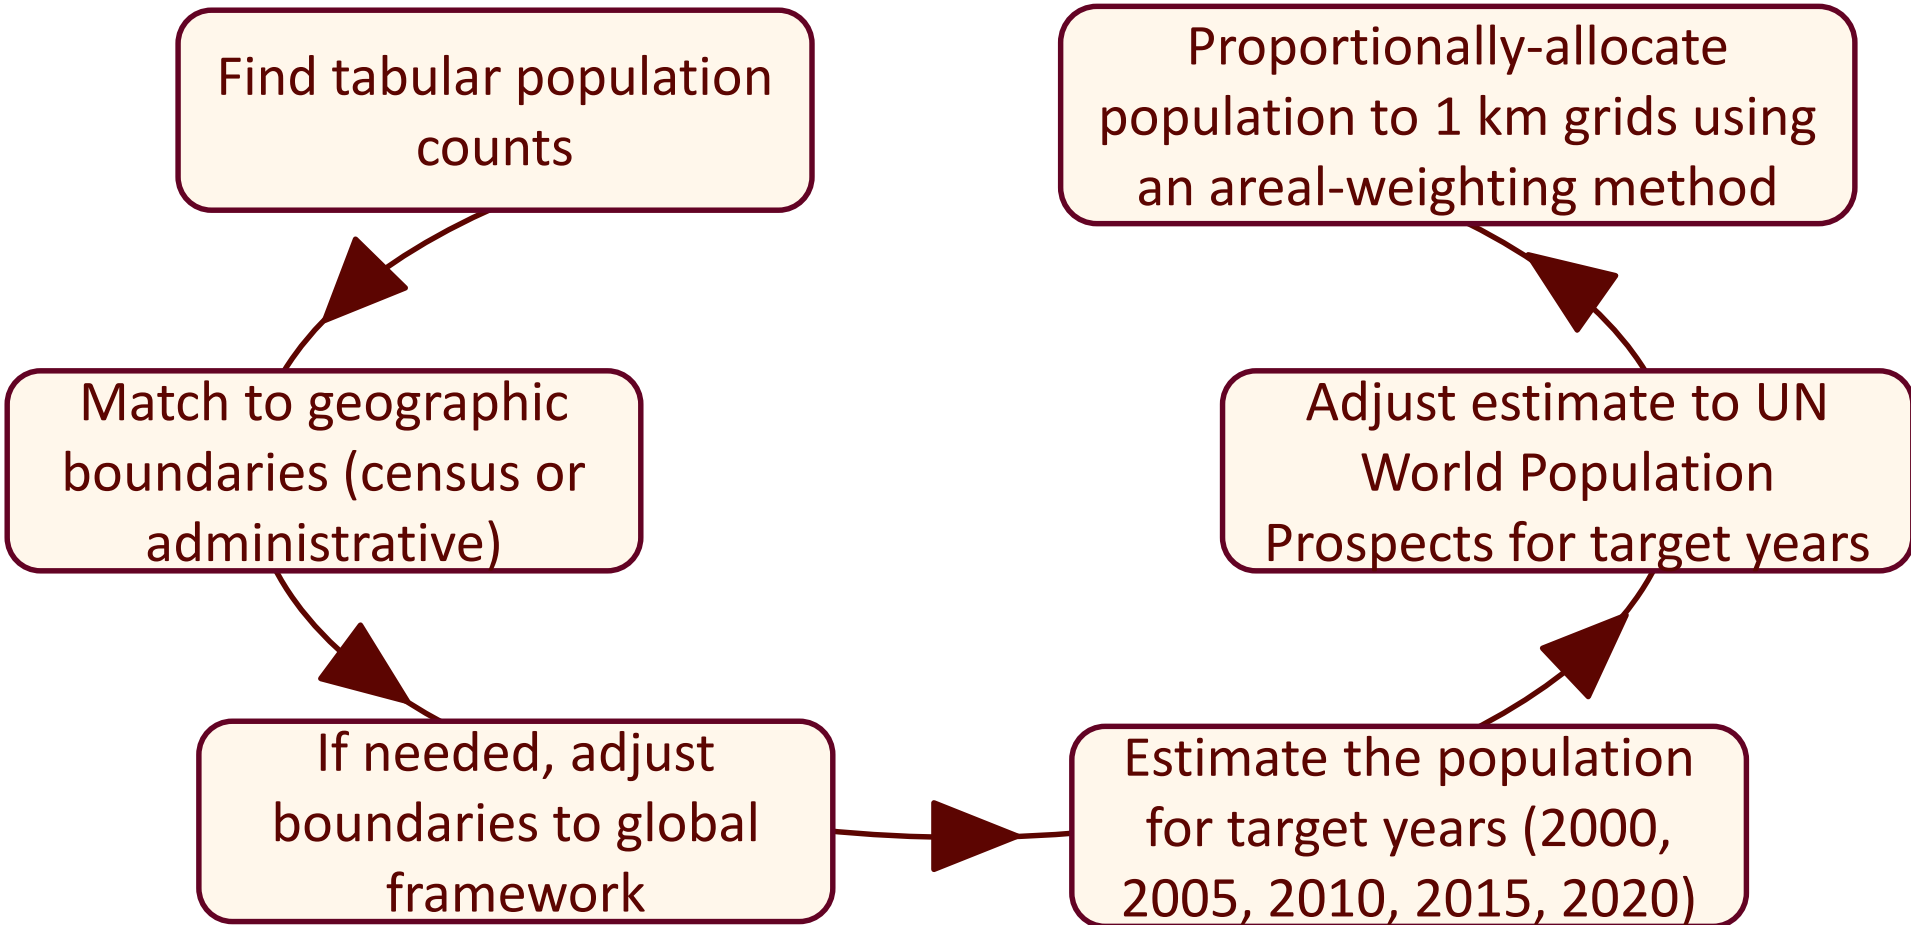 Find tabular population
counts
Match to geographic
boundaries (census or
administrative)
If needed, adjust
boundaries to global
framework
Estimate the population
for target years (2000,
2005, 2010, 2015, 2020)
Adjust estimate to UN
World Population
Prospects for target years
Proportionally-allocate
population to 1 km grids using
an areal-weighting method